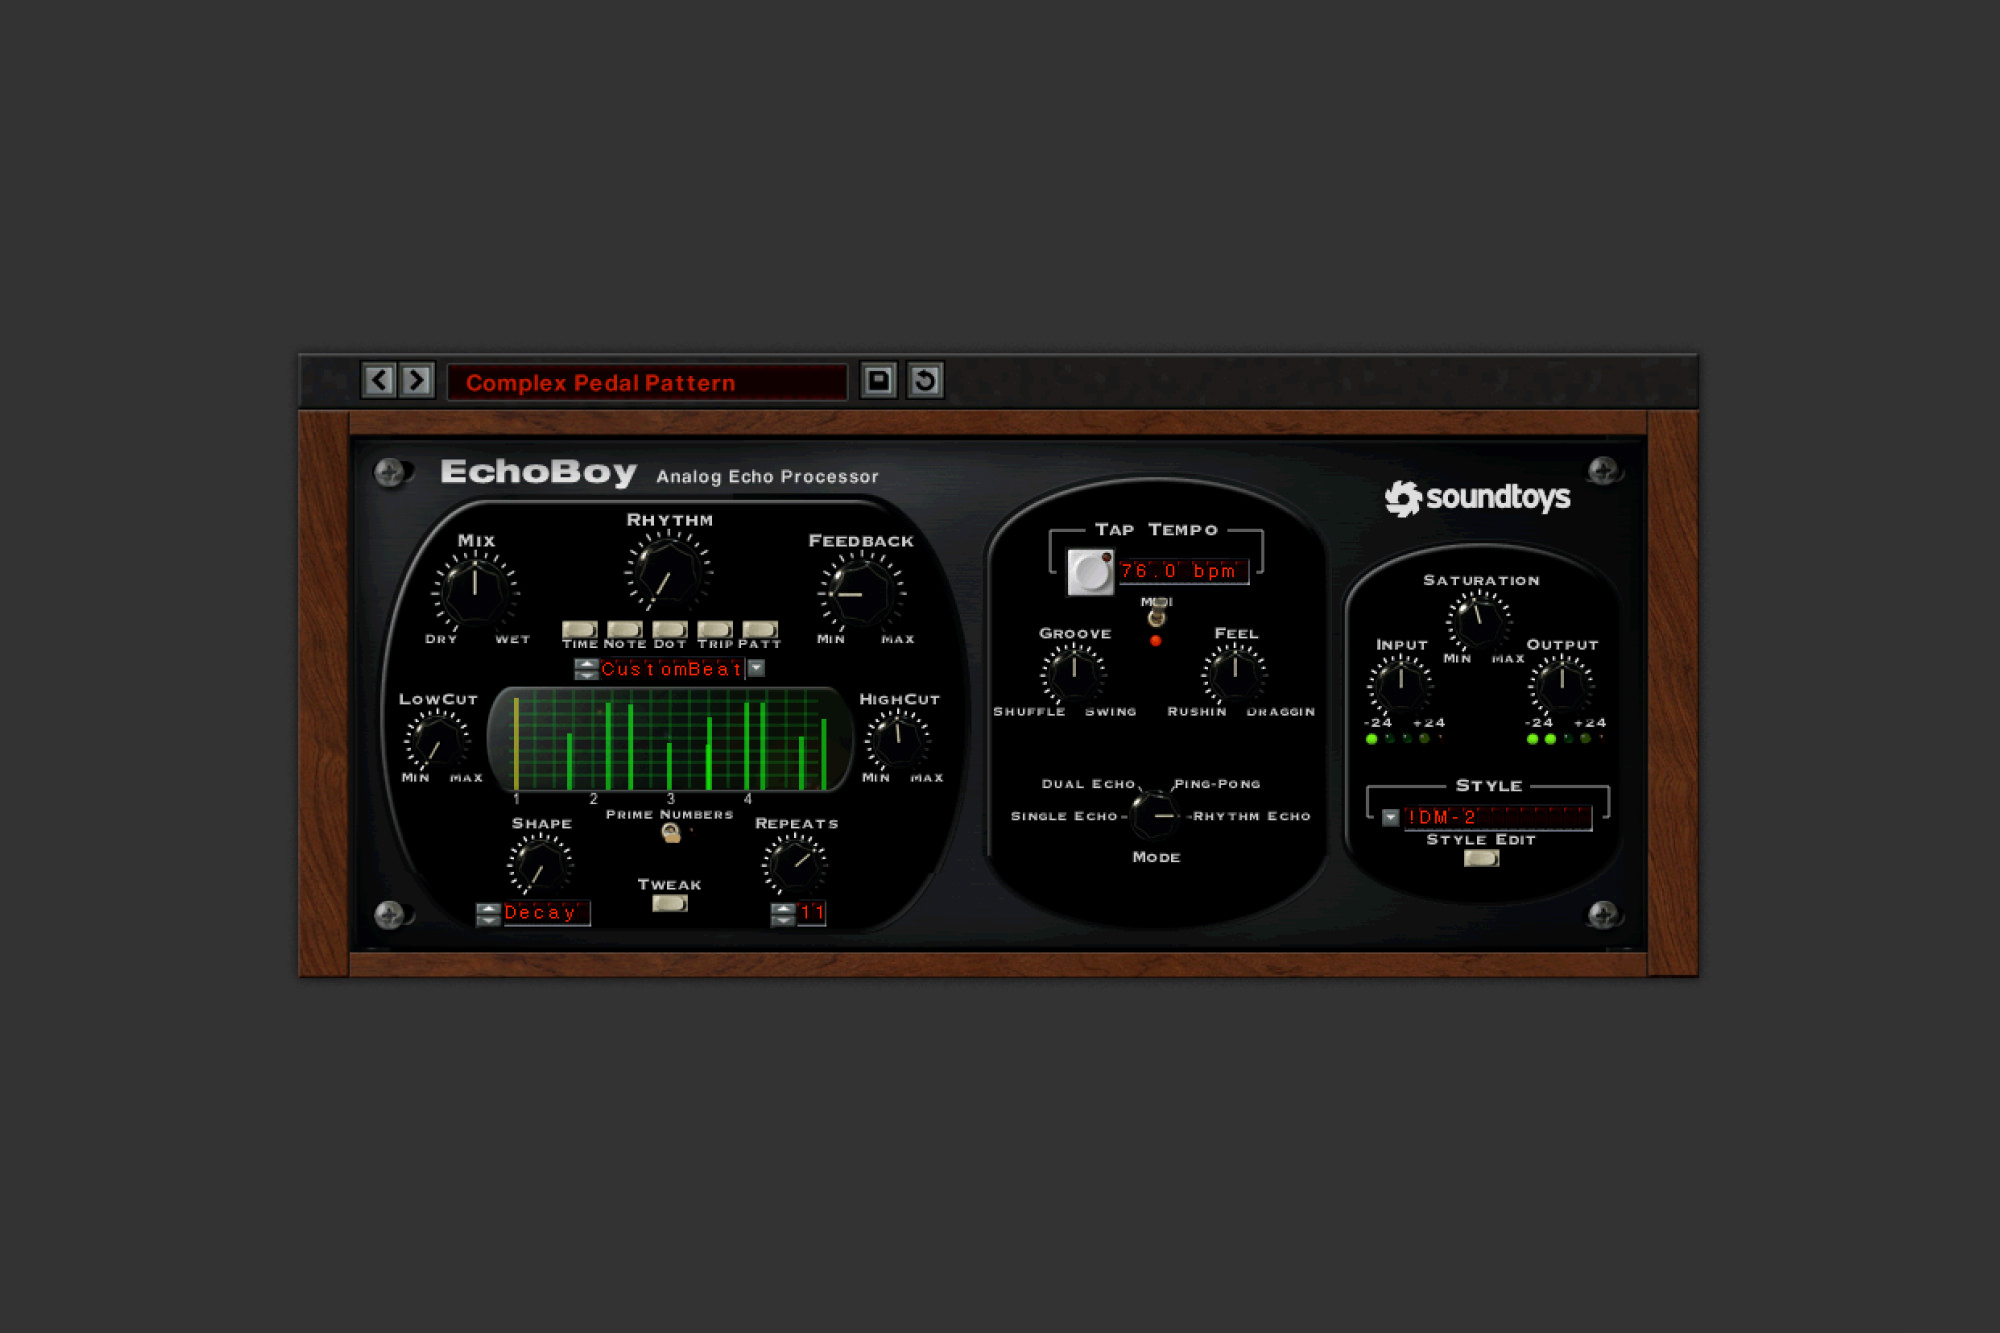 Complex Pedal Pattern
EchoBoy Analog Echo Processor
soundtoys
RHYTHM
MIX
FEEDBACK
DRY WET
MIN MAX
TIME NOTE DOT TRIP PATT
CustomBeat
LOWCUT
HIGHCUT
MIN MAX
MIN MAX
1 2 3 4
PRIME NUMBERS
SHAPE
REPEATS
TWEAK
Decay
11
TAP TEMPO
76.0 bpm
MIDI
GROOVE
FEEL
SHUFFLE SWING
RUSHIN DRAGGIN
DUAL ECHO PING-PONG
SINGLE ECHO RHYTHM ECHO
MODE
SATURATION
INPUT
OUTPUT
MIN MAX
-24 +24
-24 +24
STYLE
!DM-2
STYLE EDIT